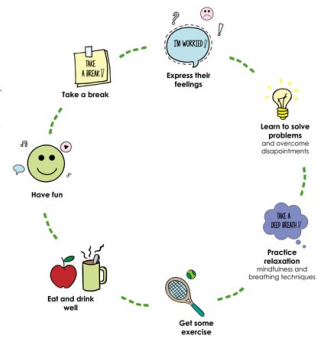 I'M WORRIED!
Express their
feelings
TAKE
A BREAK!
Take a break
Learn to solve
problems
and overcome
disapointments
Have fun
TAKE A
DEEP BREATH!
Practice
relaxation
mindfulness and
breathing techniques
Eat and drink
well
Get some
exercise